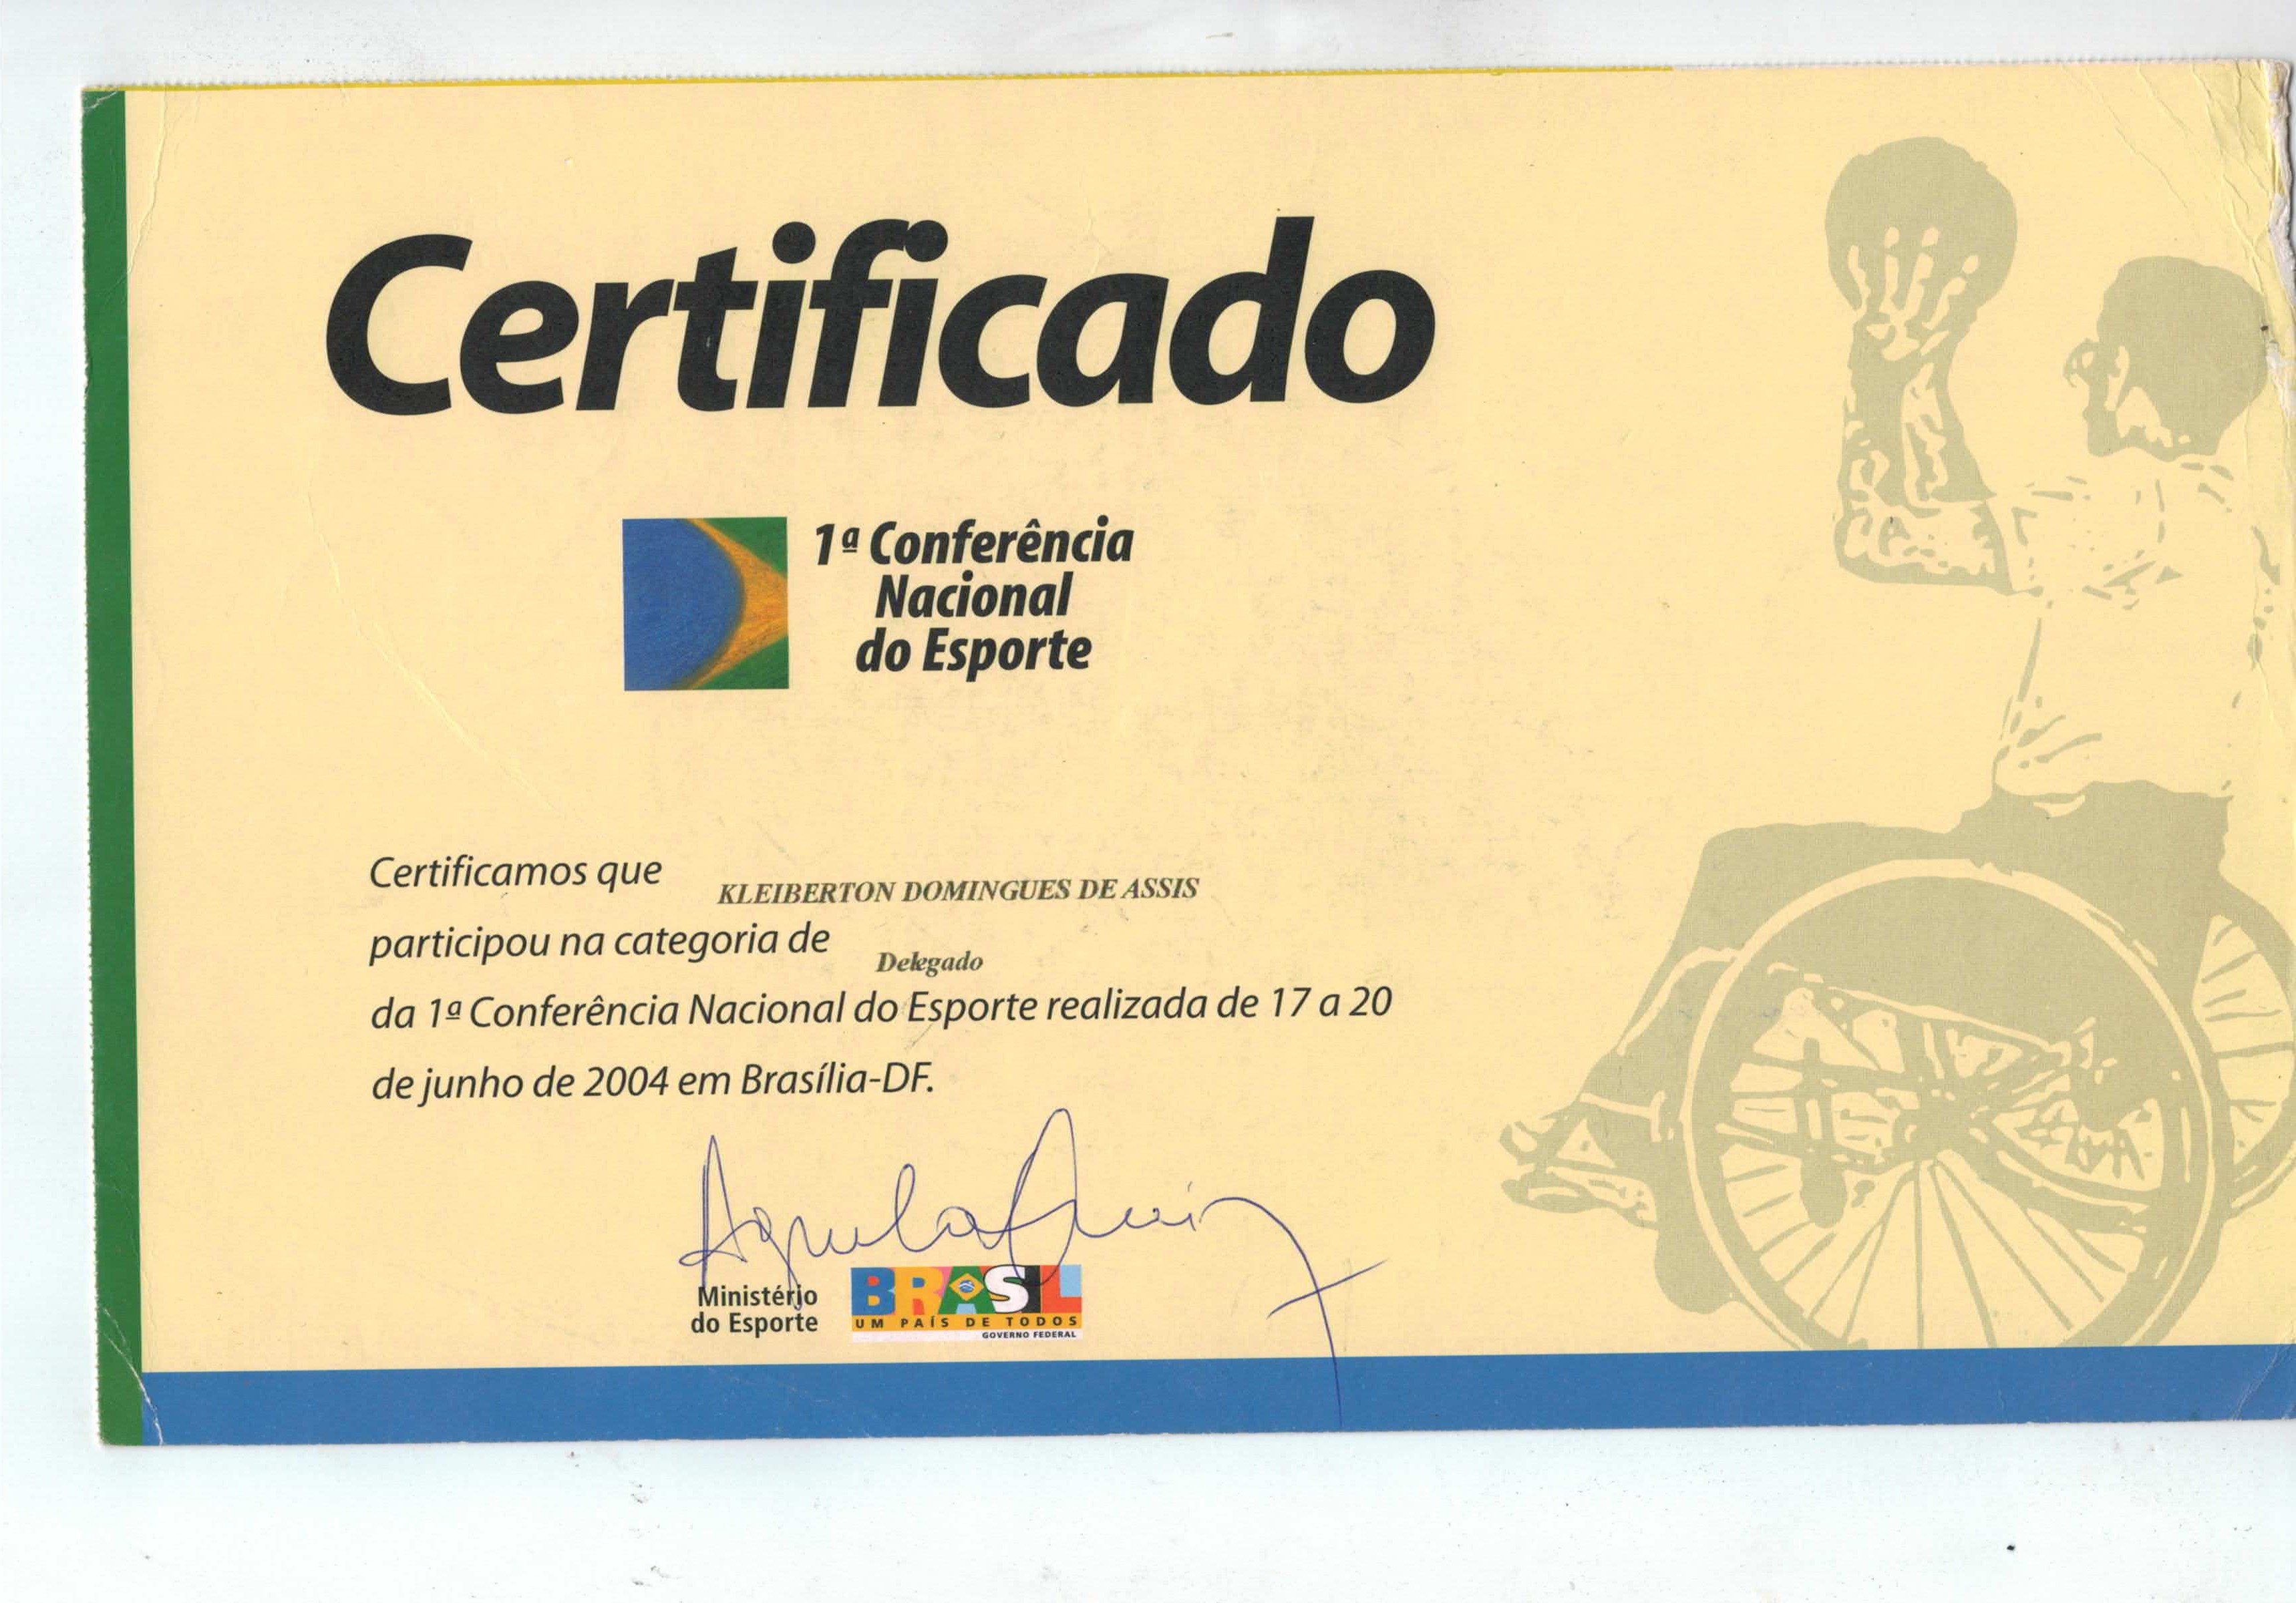 Certificado
1ª Conferência
Nacional
do Esporte
Certificamos que KLEIBERTON DOMINGUES DE ASSIS
participou na categoria de Delegado
da 1ª Conferência Nacional do Esporte realizada de 17 a 20
de junho de 2004 em Brasília-DF.
Ministério
do Esporte
BRASIL
UM PAÍS DE TODOS
GOVERNO FEDERAL